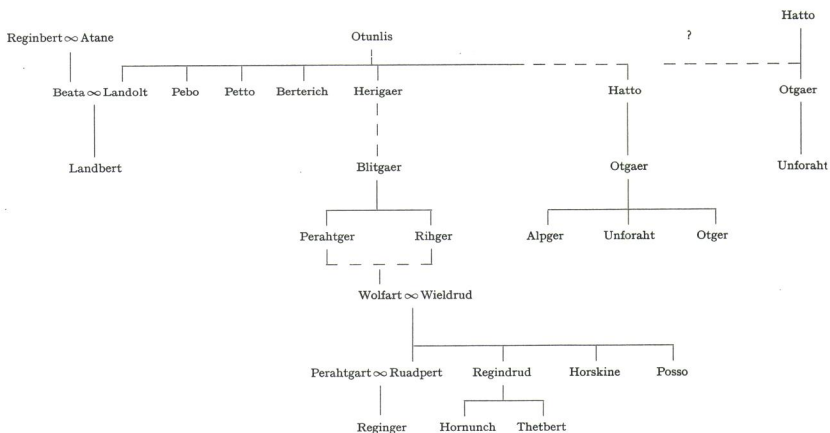 Hatto
Reginbert ∞ Atane Otunlis ?
Beata ∞ Landolt Pebo Petto Berterich Herigaer Hatto Otgaer
Landbert Blitgaer Otgaer Unforaht
Perahtger Rihger Alpger Unforaht Otger
Wolfart ∞ Wieldrud
Perahtgart ∞ Ruadpert Regindrud Horskine Posso
Reginger Hornunch Thetbert